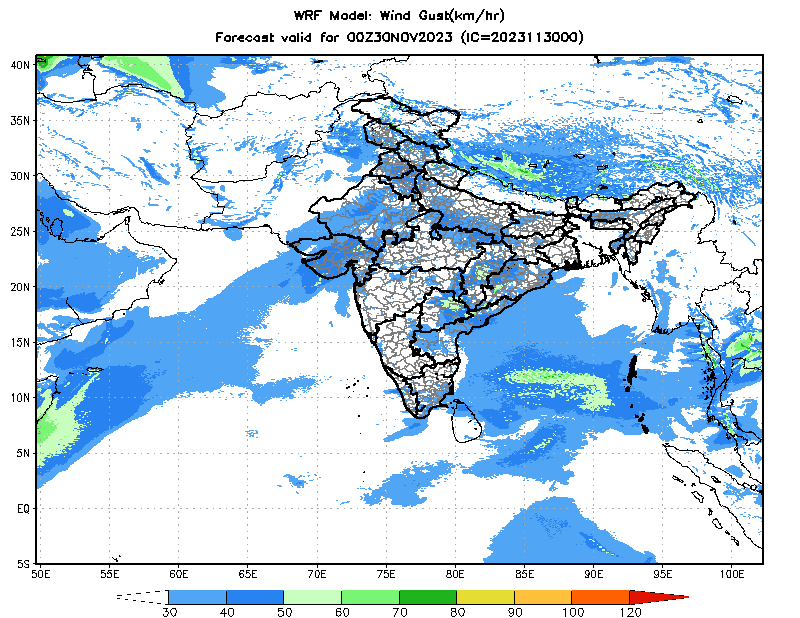 WRF Model: Wind Gust(km/hr)
Forecast valid for 00Z30NOV2023 (IC=2023113000)
40N
35N
30N
25N
20N
15N
10N
5N
EQ
5S
50E 55E 60E 65E 70E 75E 80E 85E 90E 95E 100E
30 40 50 60 70 80 90 100 120